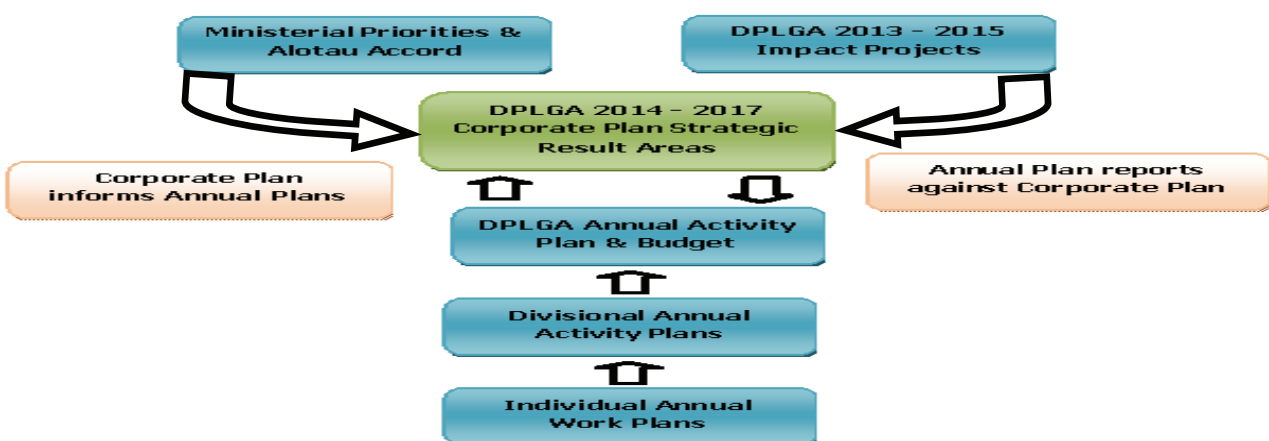 Ministerial Priorities &
Alotau Accord
DPLGA 2013 - 2015
Impact Projects
DPLGA 2014 - 2017
Corporate Plan Strategic
Result Areas
Corporate Plan
informs Annual Plans
Annual Plan reports
against Corporate Plan
DPLGA Annual Activity
Plan & Budget
Divisional Annual
Activity Plans
Individual Annual
Work Plans